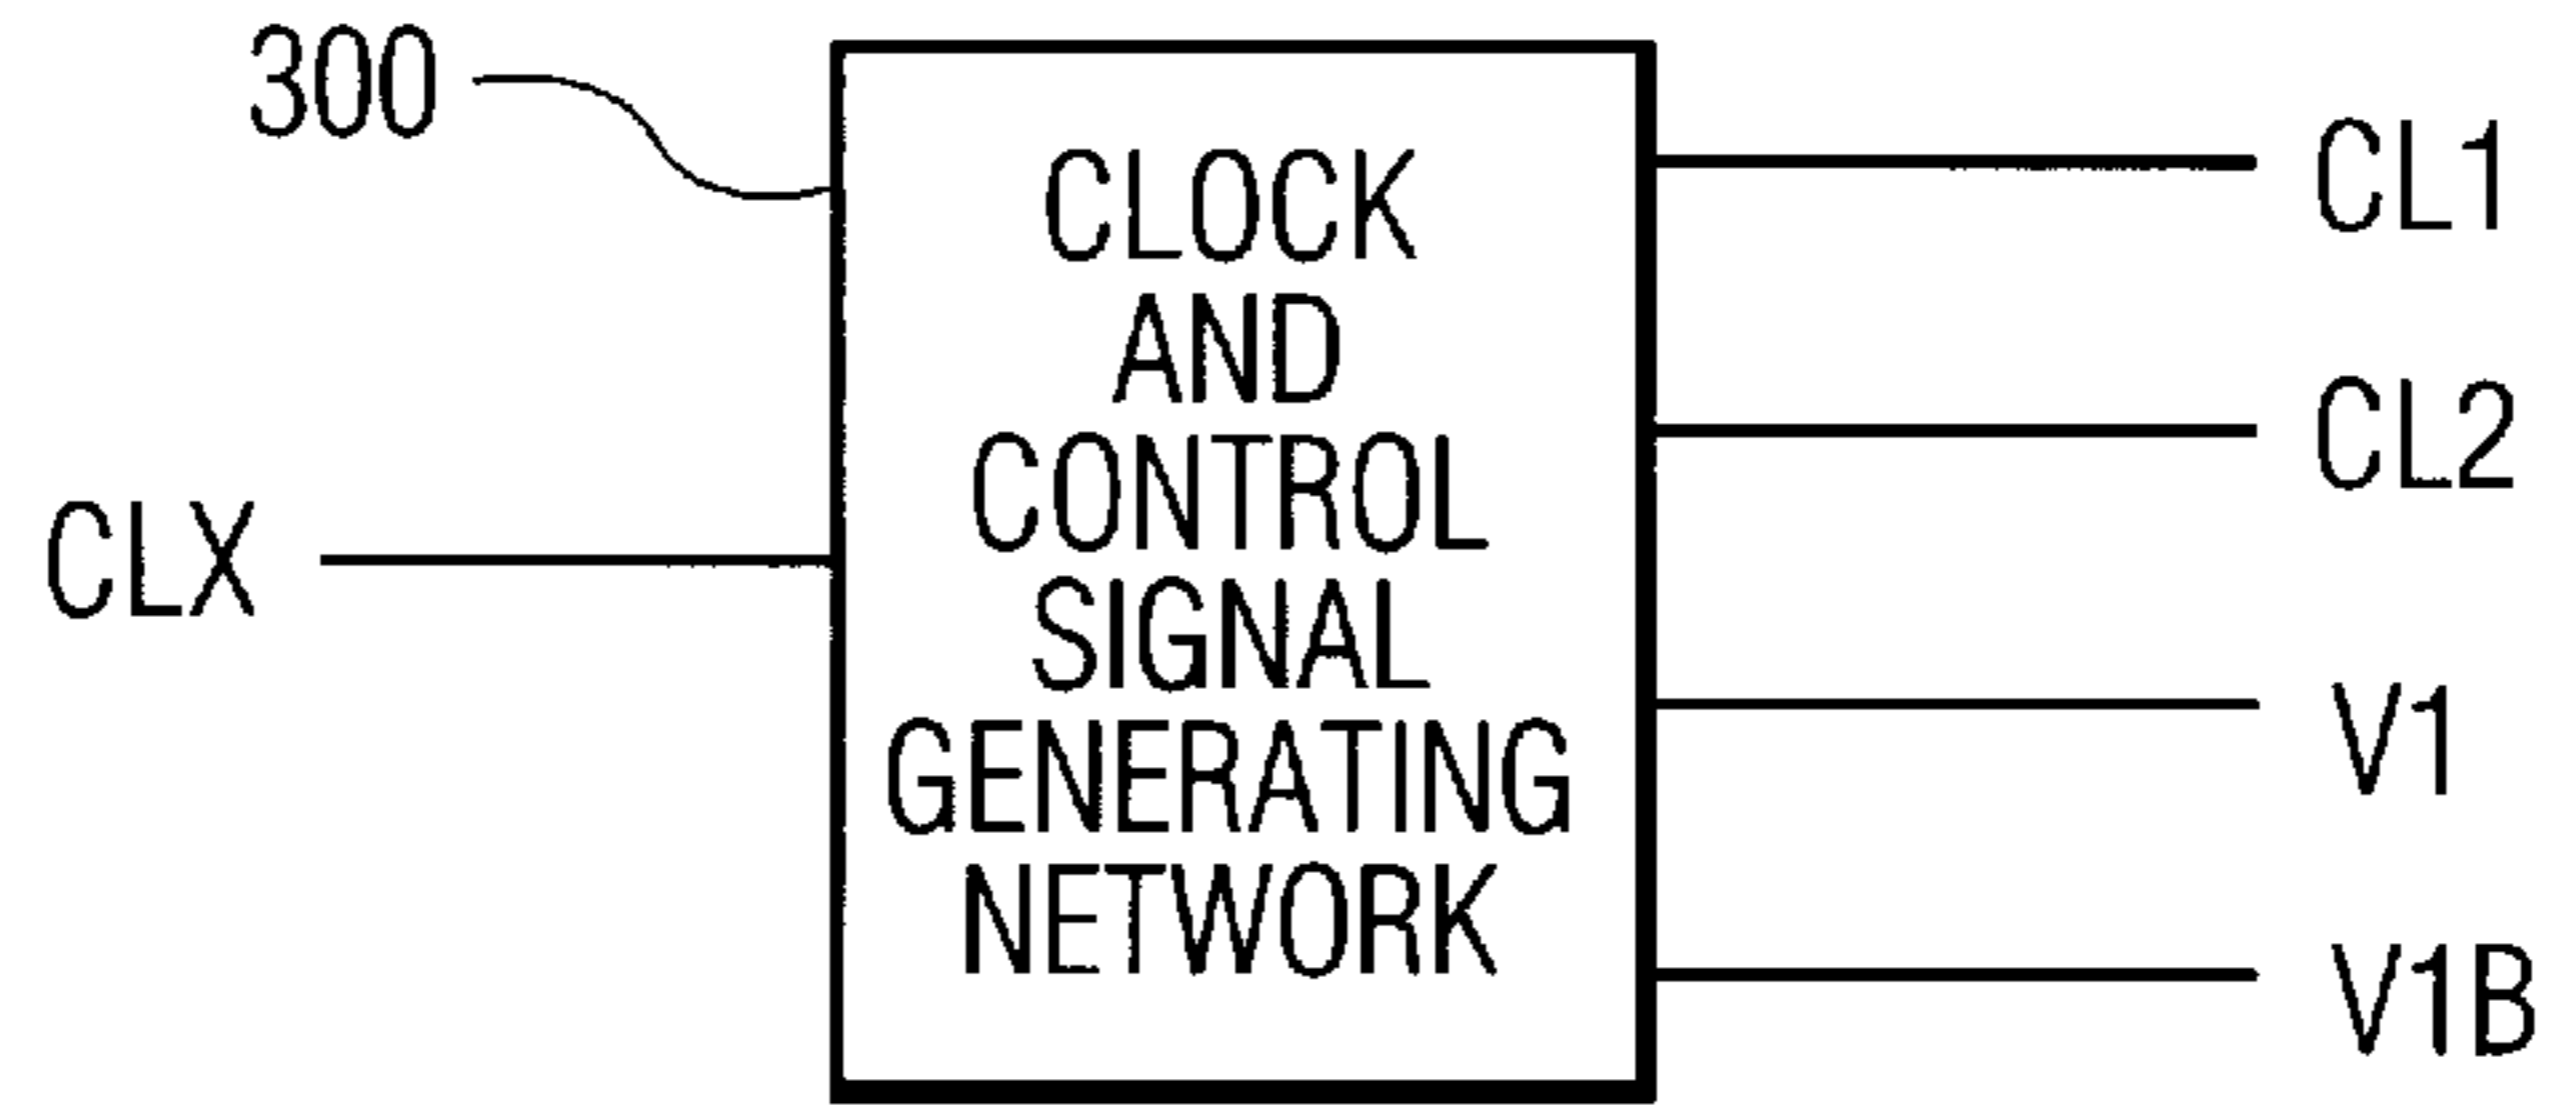 300
CLOCK
AND
CONTROL
SIGNAL
GENERATING
NETWORK
CLX
CL1
CL2
V1
V1B